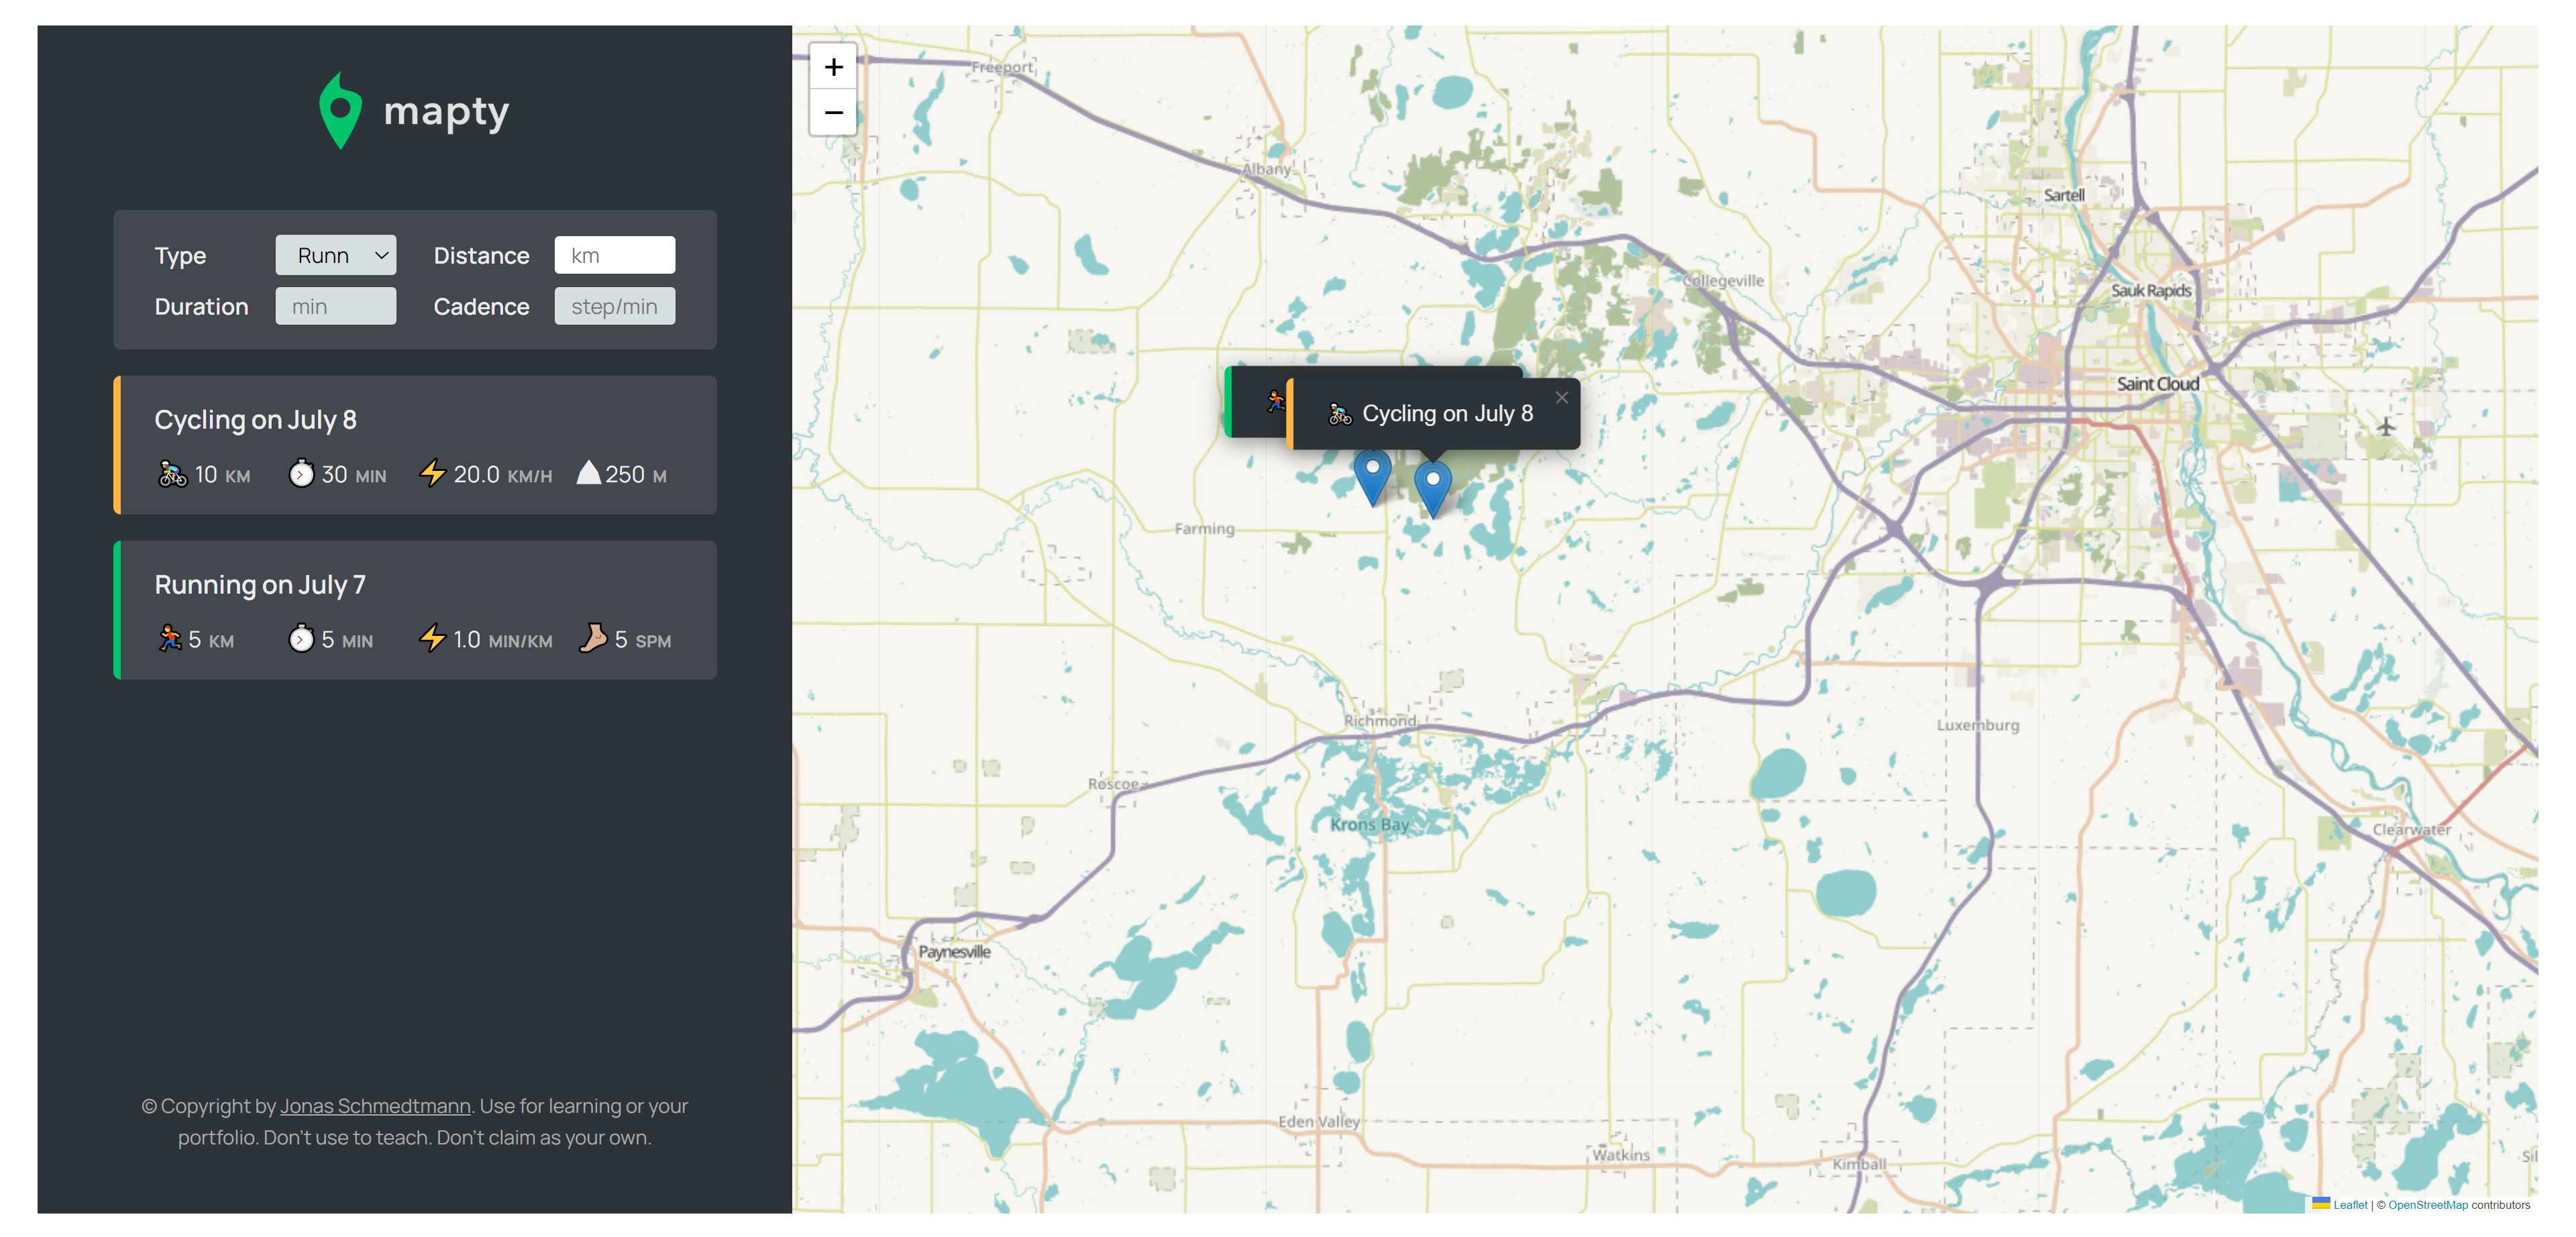 mapty
Type Runn Distance km
Duration min Cadence step/min
Cycling on July 8
10 KM 30 MIN 20.0 KM/H 250 M
Running on July 7
5 KM 5 MIN 1.0 MIN/KM 5 SPM
© Copyright by Jonas Schmedtmann. Use for learning or your
portfolio. Don't use to teach. Don't claim as your own.
+
−
Freeport
Albany
Sartell
Collegeville
Sauk Rapids
Saint Cloud
Cycling on July 8 ×
Farming
Richmond
Luxemburg
Roscoe
Krons Bay
Clearwater
Paynesville
Eden Valley
Watkins
Kimball
Sil
Leaflet | © OpenStreetMap contributors